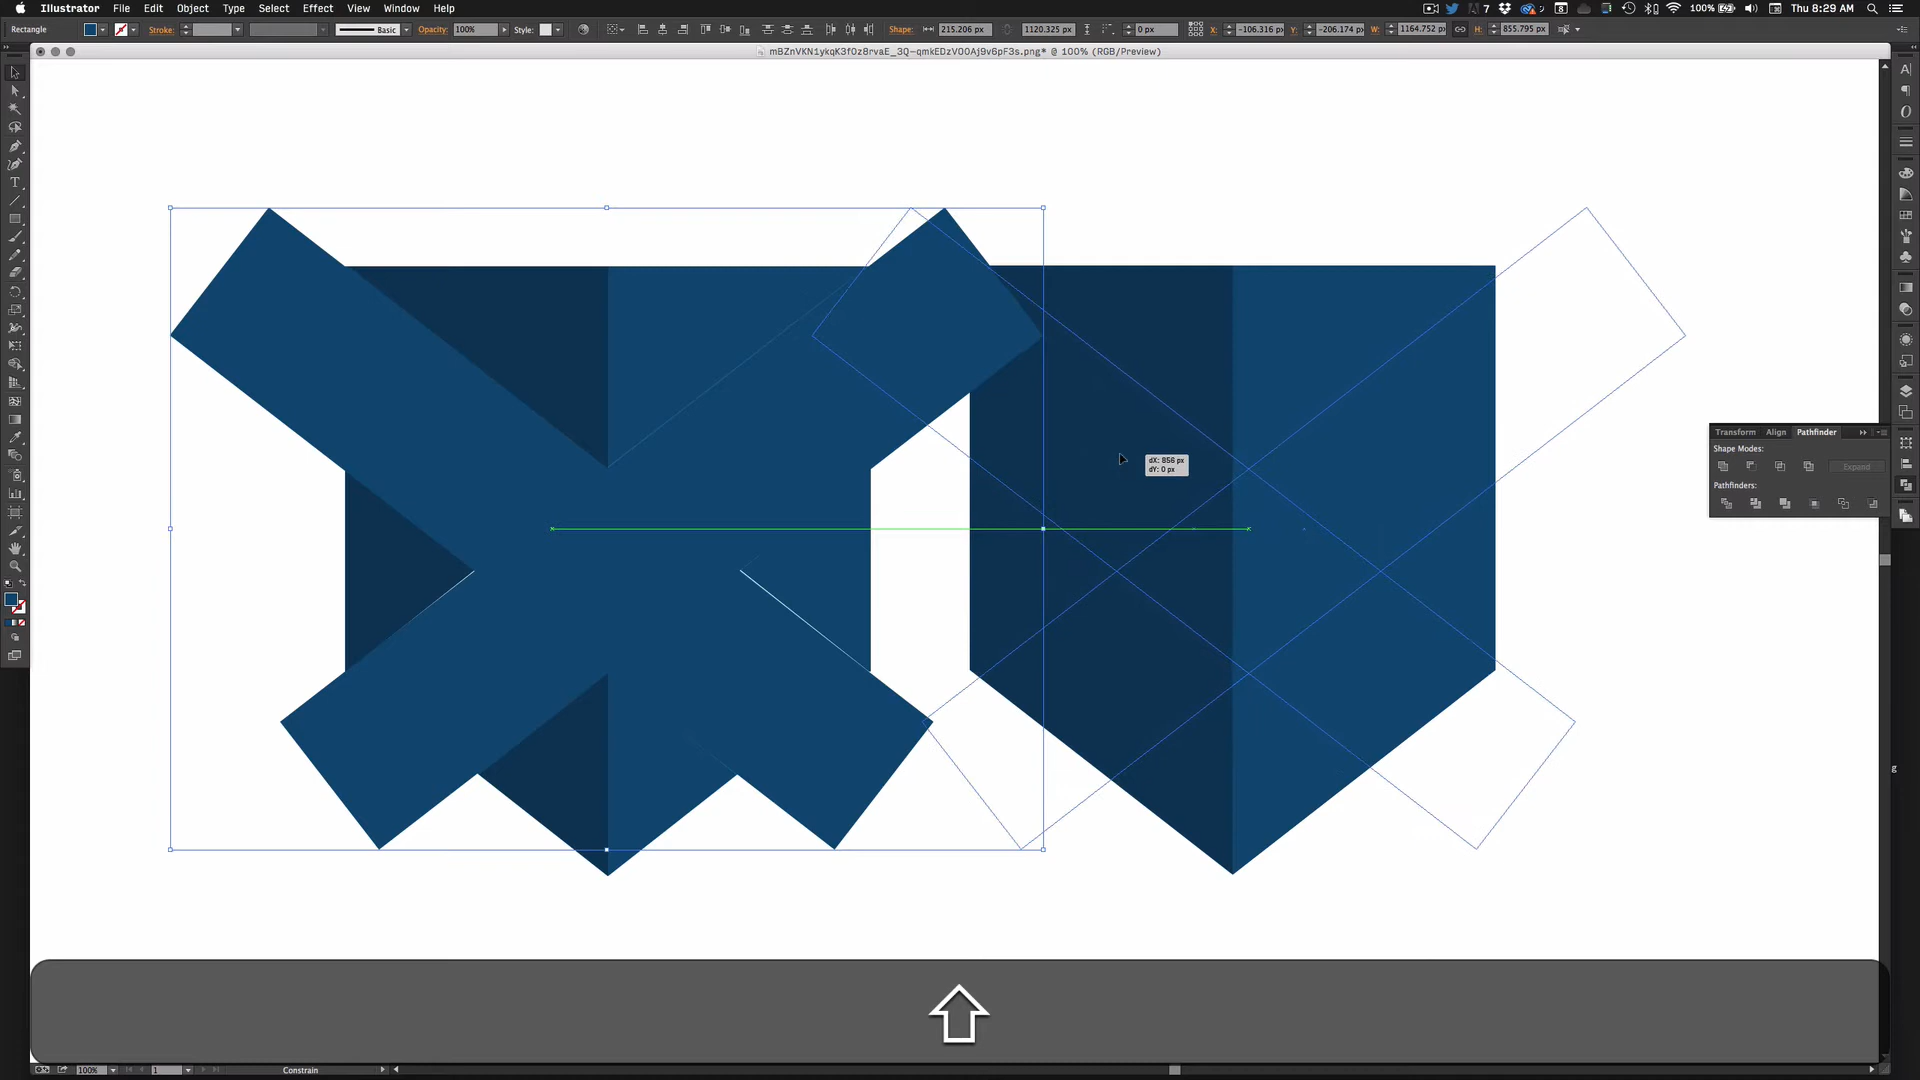 Illustrator File Edit Object Type Select Effect View Window Help 7 8 100% Thu 8:29 AM
Rectangle Stroke: Basic Opacity: 100% Style: Shape: 215.206 px 1120.325 px 0 px X: -106.316 px Y: -206.174 px W: 1164.752 px H: 855.795 px
@ 100% (RGB/Preview)
dX: 856 px
dY: 0 px
Transform Align Pathfinder
Shape Modes:
Expand
Pathfinders:
100% 1 Constrain